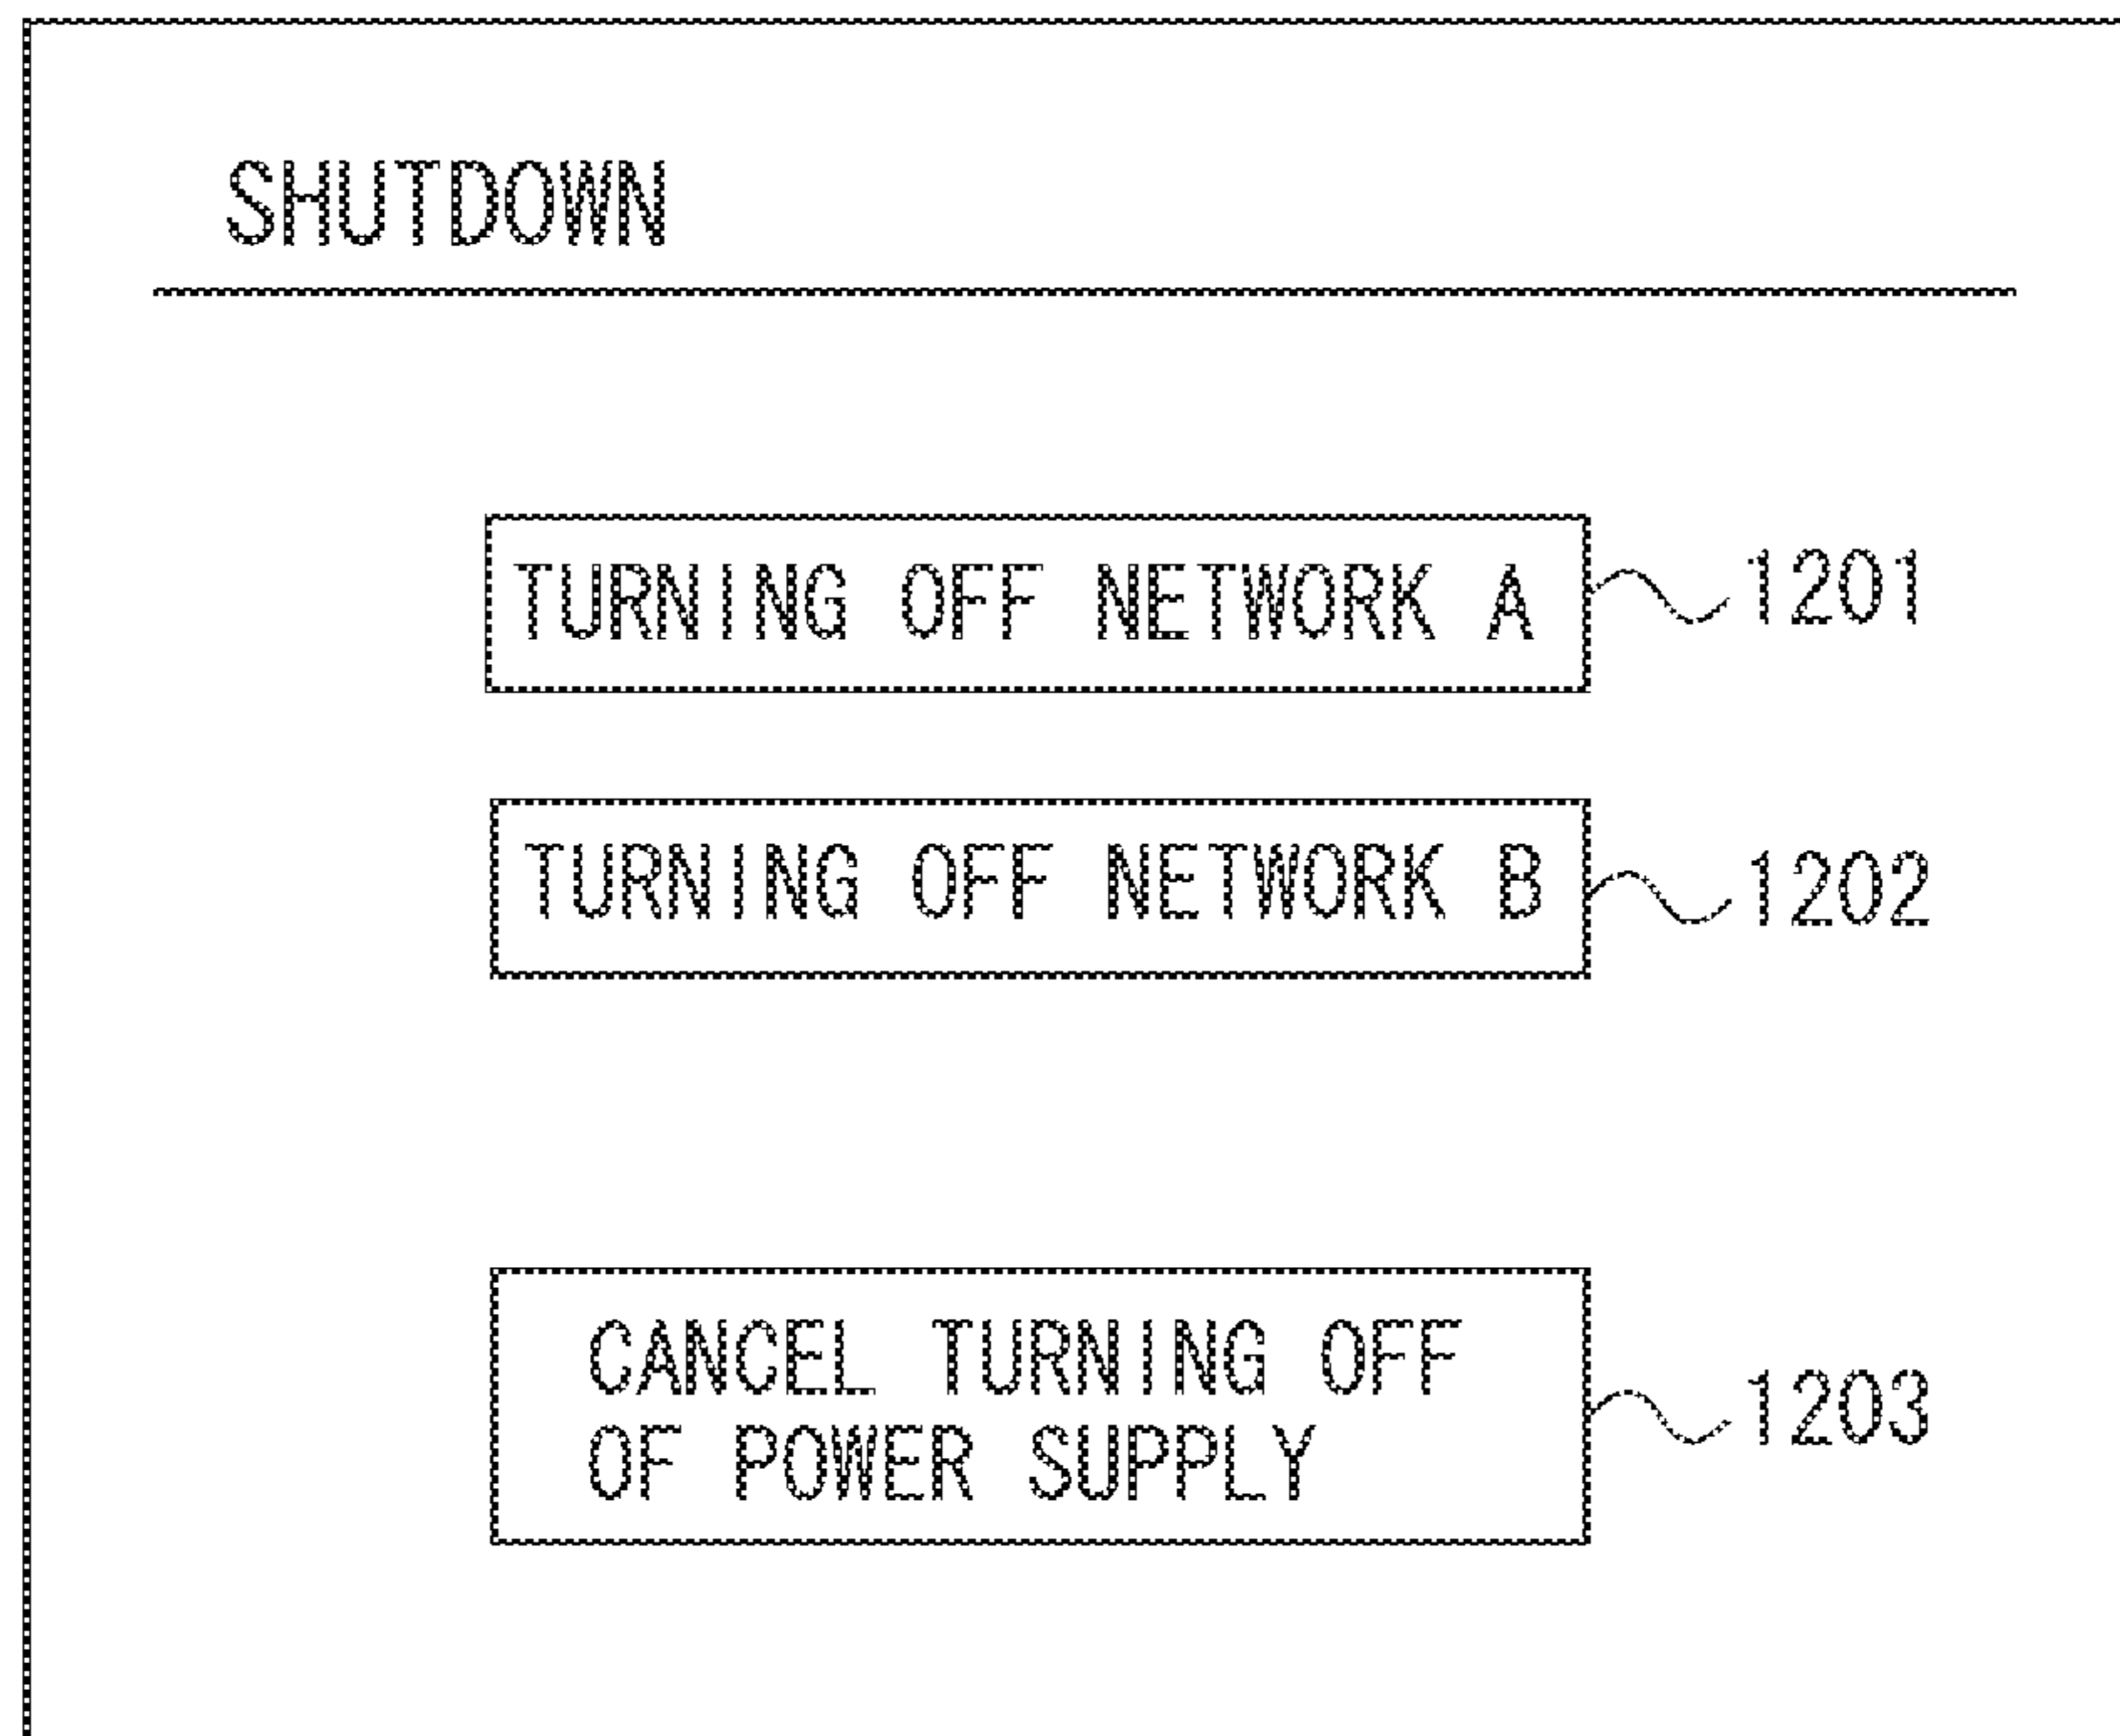 SHUTDOWN
TURNING OFF NETWORK A
1201
TURNING OFF NETWORK B
1202
CANCEL TURNING OFF
OF POWER SUPPLY
1203